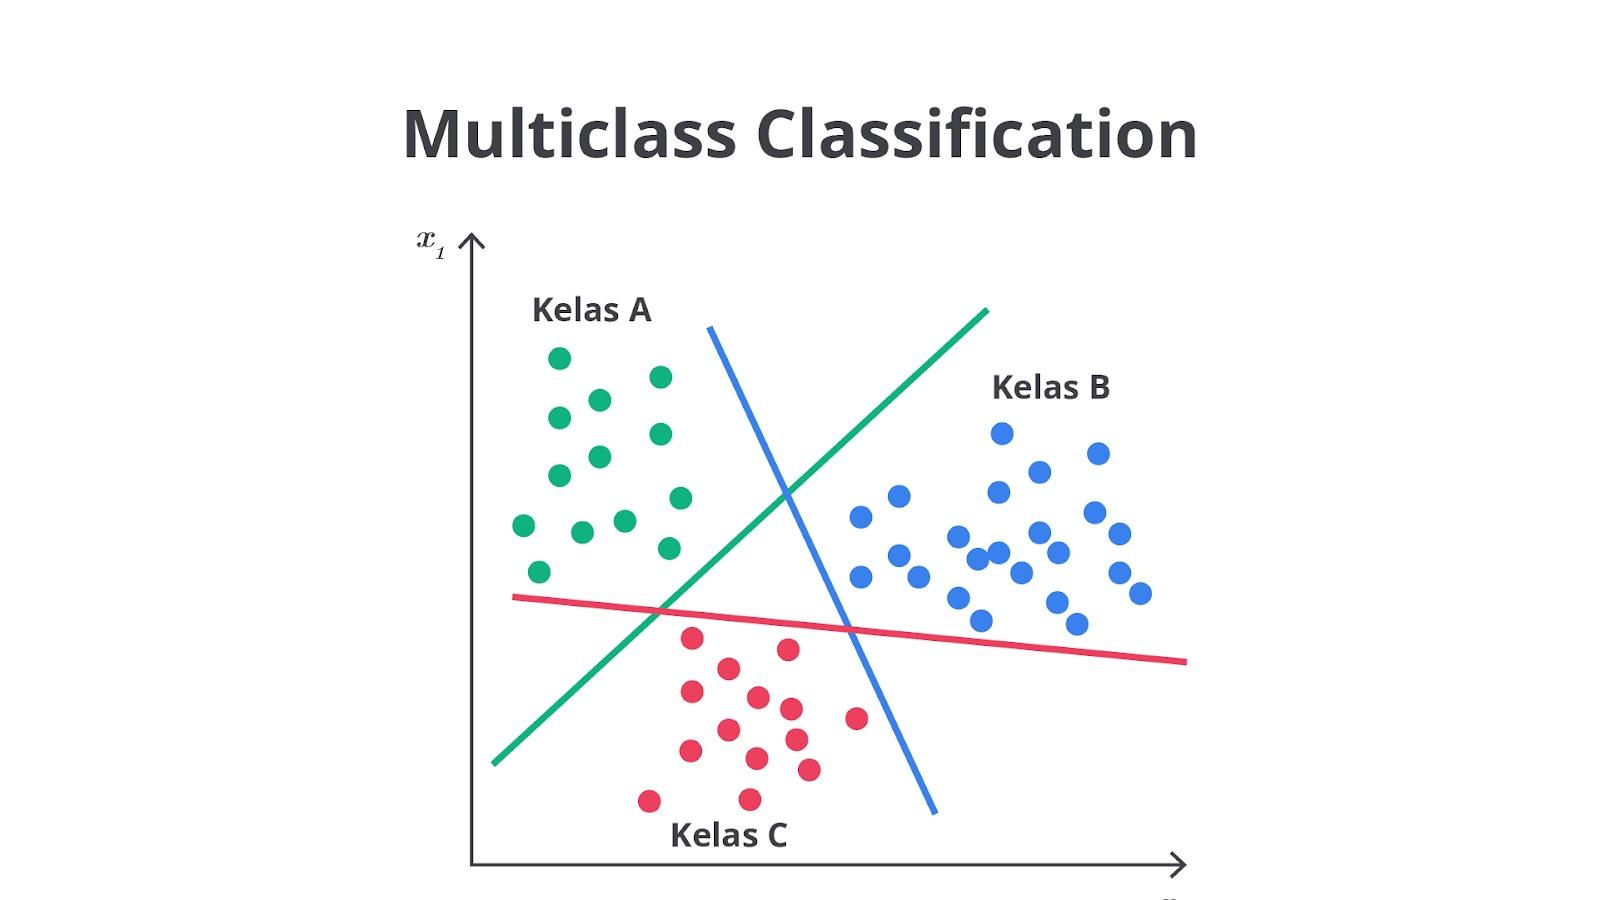 Multiclass Classification
x₁
Kelas A
Kelas B
Kelas C